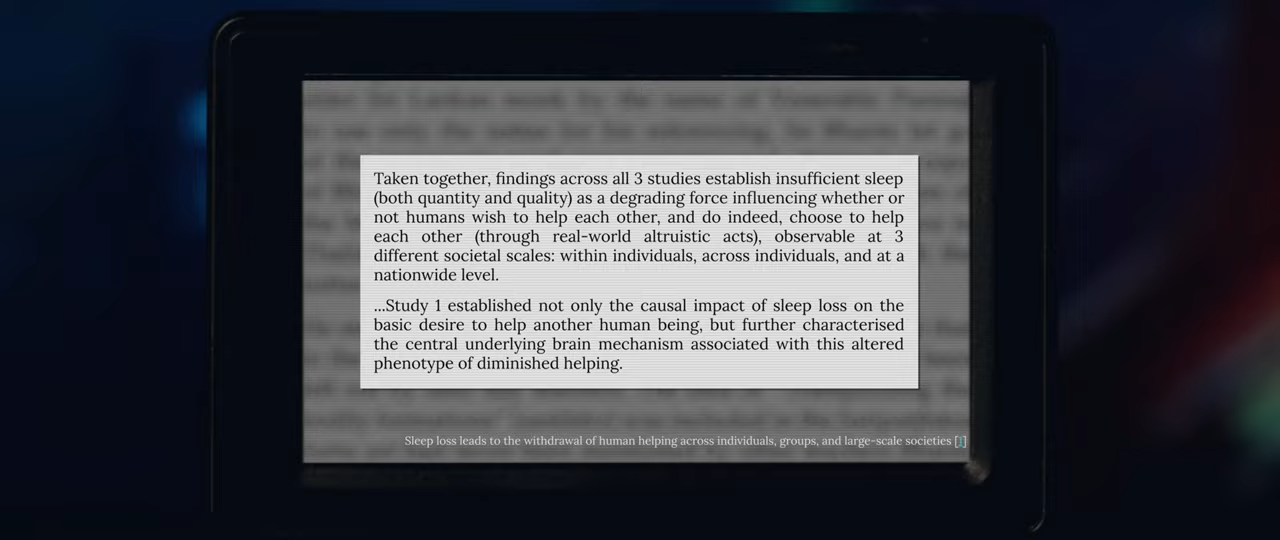 Taken together, findings across all 3 studies establish insufficient sleep
(both quantity and quality) as a degrading force influencing whether or
not humans wish to help each other, and do indeed, choose to help
each other (through real-world altruistic acts), observable at 3
different societal scales: within individuals, across individuals, and at a
nationwide level.
...Study 1 established not only the causal impact of sleep loss on the
basic desire to help another human being, but further characterised
the central underlying brain mechanism associated with this altered
phenotype of diminished helping.
Sleep loss leads to the withdrawal of human helping across individuals, groups, and large-scale societies